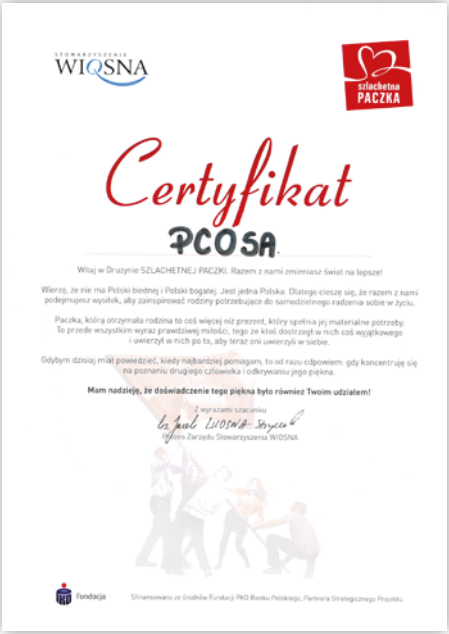 STOWARZYSZENIE
WIOSNA
szlachetna
PACZKA
Certyfikat
PCO SA.
Witaj w Drużynie SZLACHETNEJ PACZKI. Razem z nami zmieniasz świat na lepsze!
Wierzę, że nie ma Polski biednej i Polski bogatej. Jest jedna Polska. Dlatego cieszę się, że razem z nami
podejmujesz wysiłek, aby zainspirować rodziny potrzebujące do samodzielnego radzenia sobie w życiu.
Paczka, którą otrzymała rodzina to coś więcej niż prezent, który spełnia jej materialne potrzeby.
To przede wszystkim wyraz prawdziwej miłości, tego że ktoś dostrzegł w nich coś wyjątkowego
i uwierzył w nich po to, aby teraz oni uwierzyli w siebie.
Gdybym dzisiaj miał powiedzieć, kiedy najbardziej pomagam, to od razu odpowiem: gdy koncentruję się
na poznaniu drugiego człowieka i odkrywaniu jego piękna.
Mam nadzieję, że doświadczenie tego piękna było również Twoim udziałem!
Z wyrazami szacunku
ks. Jacek WIOSNA Stryczek
Prezes Zarządu Stowarzyszenia WIOSNA
Fundacja
Sfinansowano ze środków Fundacji PKO Banku Polskiego, Partnera Strategicznego Projektu.